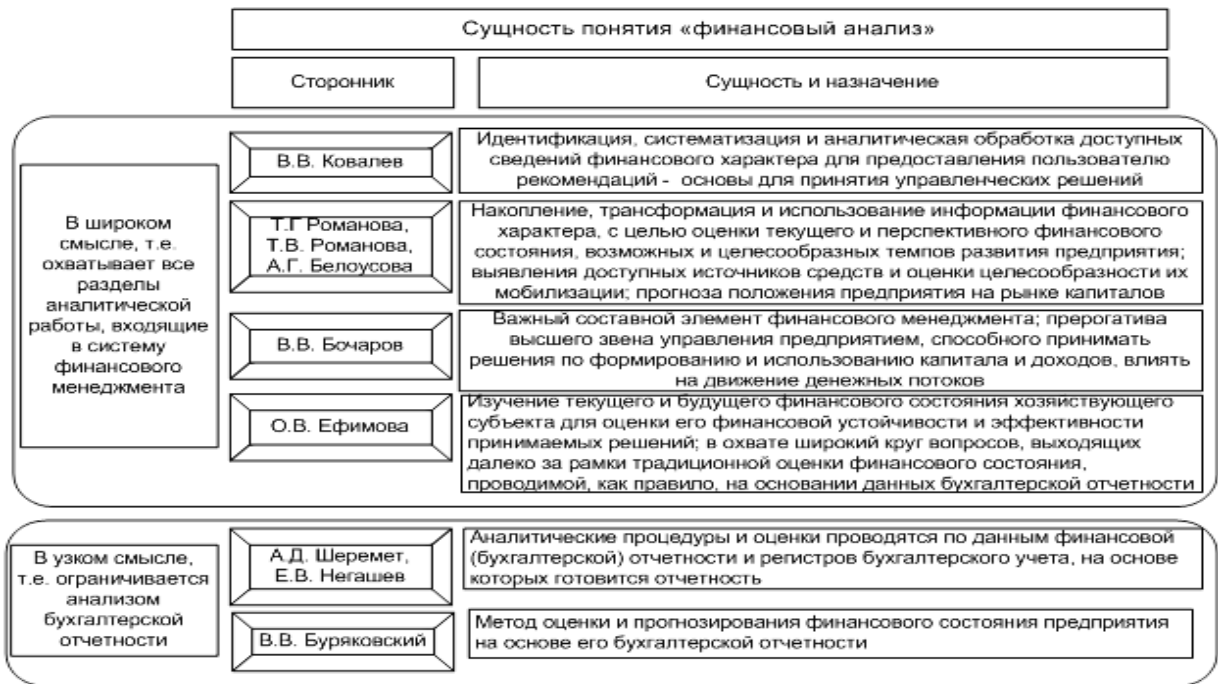 Сущность понятия «финансовый анализ»
Сторонник
Сущность и назначение
В широком
смысле, т.е.
охватывает все
разделы
аналитической
работы, входящие
в систему
финансового
менеджмента
В.В. Ковалев
Идентификация, систематизация и аналитическая обработка доступных
сведений финансового характера для предоставления пользователю
рекомендаций - основы для принятия управленческих решений
Т.Г Романова,
Т.В. Романова,
А.Г. Белоусова
Накопление, трансформация и использование информации финансового
характера, с целью оценки текущего и перспективного финансового
состояния, возможных и целесообразных темпов развития предприятия;
выявления доступных источников средств и оценки целесообразности их
мобилизации; прогноза положения предприятия на рынке капиталов
В.В. Бочаров
Важный составной элемент финансового менеджмента; прерогатива
высшего звена управления предприятием, способного принимать
решения по формированию и использованию капитала и доходов, влиять
на движение денежных потоков
О.В. Ефимова
Изучение текущего и будущего финансового состояния хозяйствующего
субъекта для оценки его финансовой устойчивости и эффективности
принимаемых решений; в охвате широкий круг вопросов, выходящих
далеко за рамки традиционной оценки финансового состояния,
проводимой, как правило, на основании данных бухгалтерской отчетности
В узком смысле,
т.е. ограничивается
анализом
бухгалтерской
отчетности
А.Д. Шеремет,
Е.В. Негашев
Аналитические процедуры и оценки проводятся по данным финансовой
(бухгалтерской) отчетности и регистров бухгалтерского учета, на основе
которых готовится отчетность
В.В. Буряковский
Метод оценки и прогнозирования финансового состояния предприятия
на основе его бухгалтерской отчетности